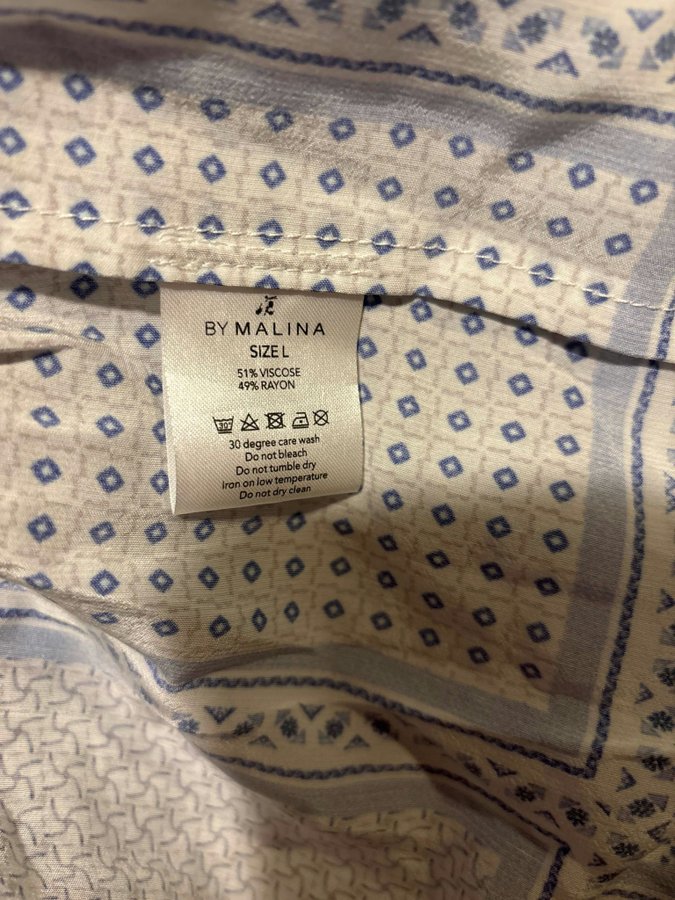 BY MALINA
SIZE L
51% VISCOSE
49% RAYON
30°
30 degree care wash
Do not bleach
Do not tumble dry
Iron on low temperature
Do not dry clean